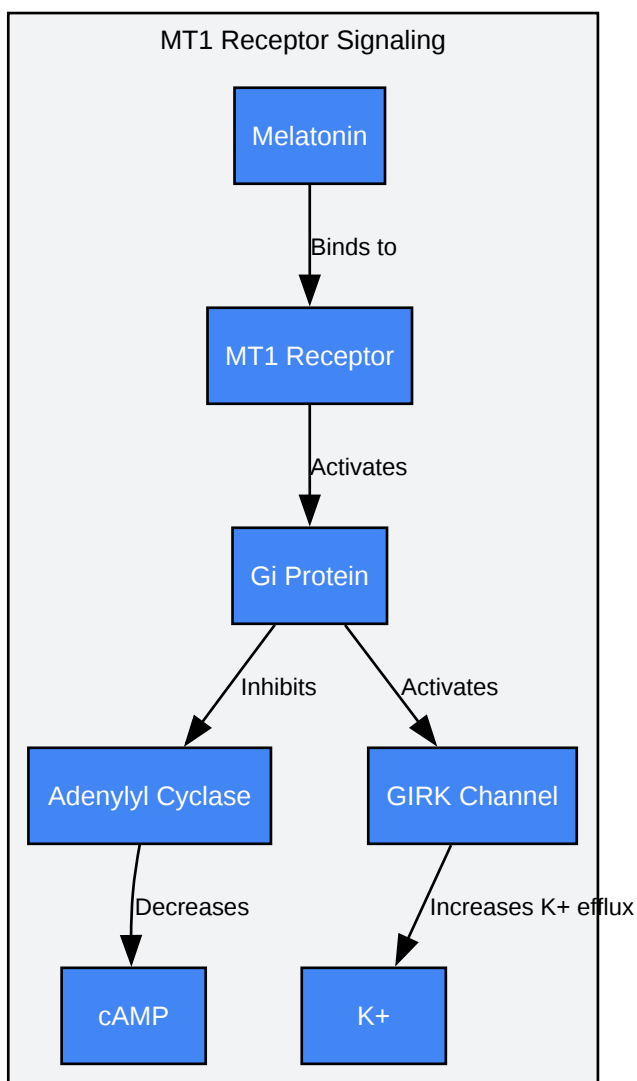 MT1 Receptor Signaling
Melatonin
Binds to
MT1 Receptor
Activates
Gi Protein
Inhibits
Activates
Adenylyl Cyclase
GIRK Channel
Decreases
Increases K+ efflux
cAMP
K+